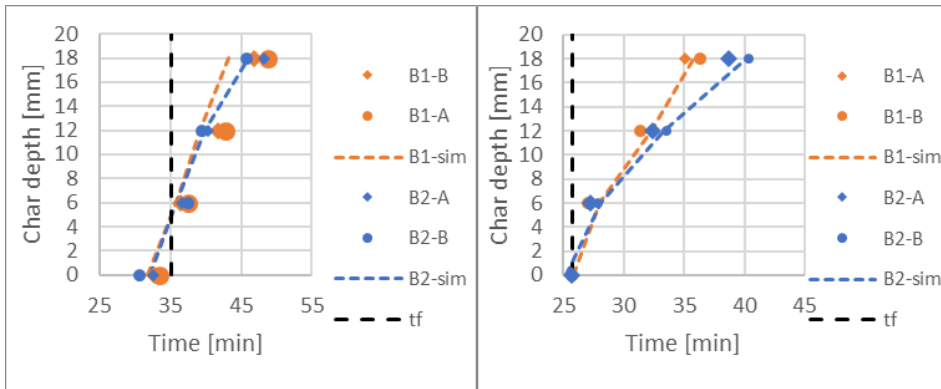 20
18
16
14
12
10
8
6
4
2
0
Char depth [mm]
25 35 45 55
Time [min]
B1-B
B1-A
B1-sim
B2-A
B2-B
B2-sim
tf
20
18
16
14
12
10
8
6
4
2
0
Char depth [mm]
25 30 35 40 45
Time [min]
B1-A
B1-B
B1-sim
B2-A
B2-B
B2-sim
tf